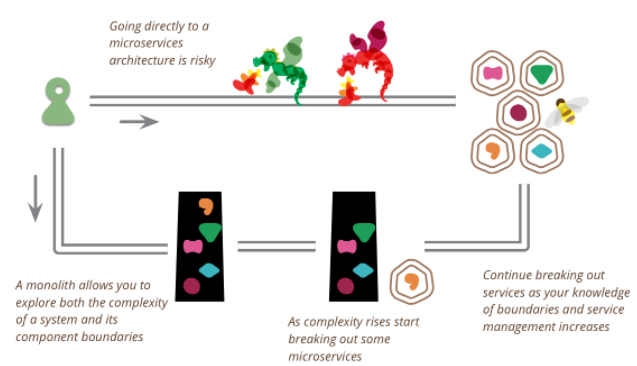 Going directly to a
microservices
architecture is risky
A monolith allows you to
explore both the complexity
of a system and its
component boundaries
As complexity rises start
breaking out some
microservices
Continue breaking out
services as your knowledge
of boundaries and service
management increases